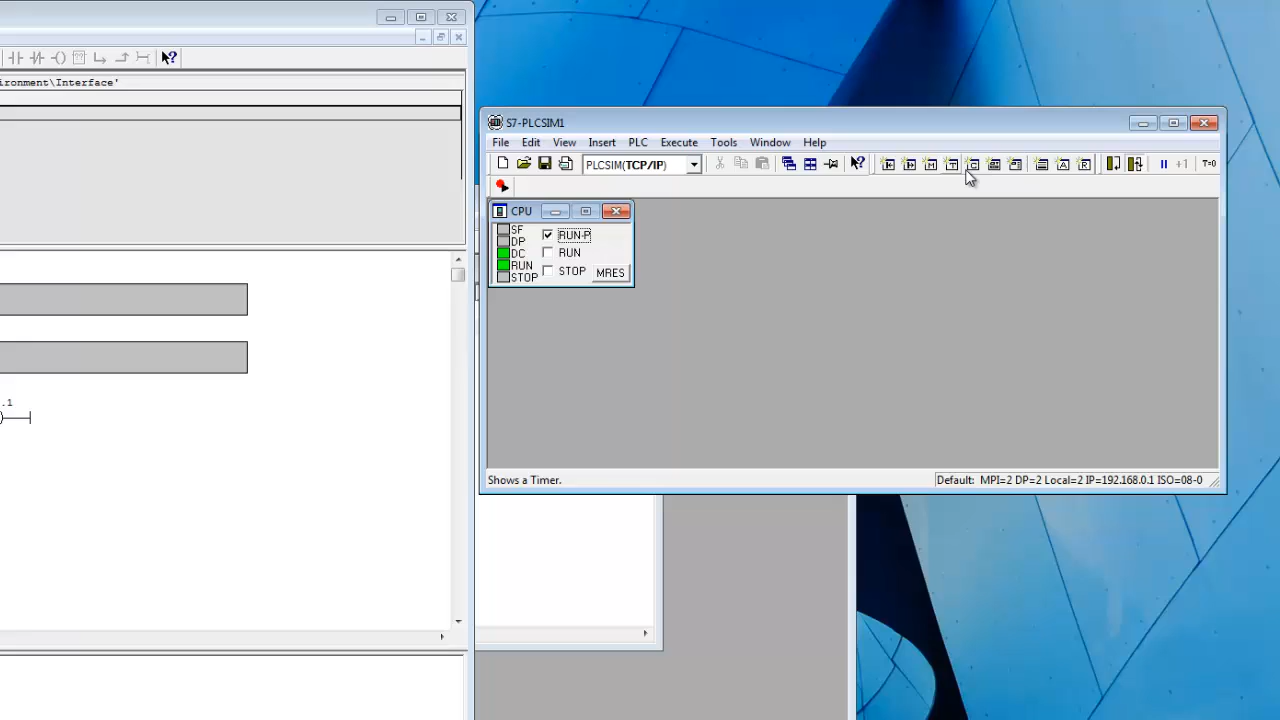 ironment\Interface'
.1
S7-PLCSIM1
File Edit View Insert PLC Execute Tools Window Help
PLCSIM(TCP/IP)
+1 T=0
CPU
SF
DP
DC
RUN
STOP
RUN-P
RUN
STOP
MRES
Shows a Timer.
Default: MPI=2 DP=2 Local=2 IP=192.168.0.1 ISO=08-0